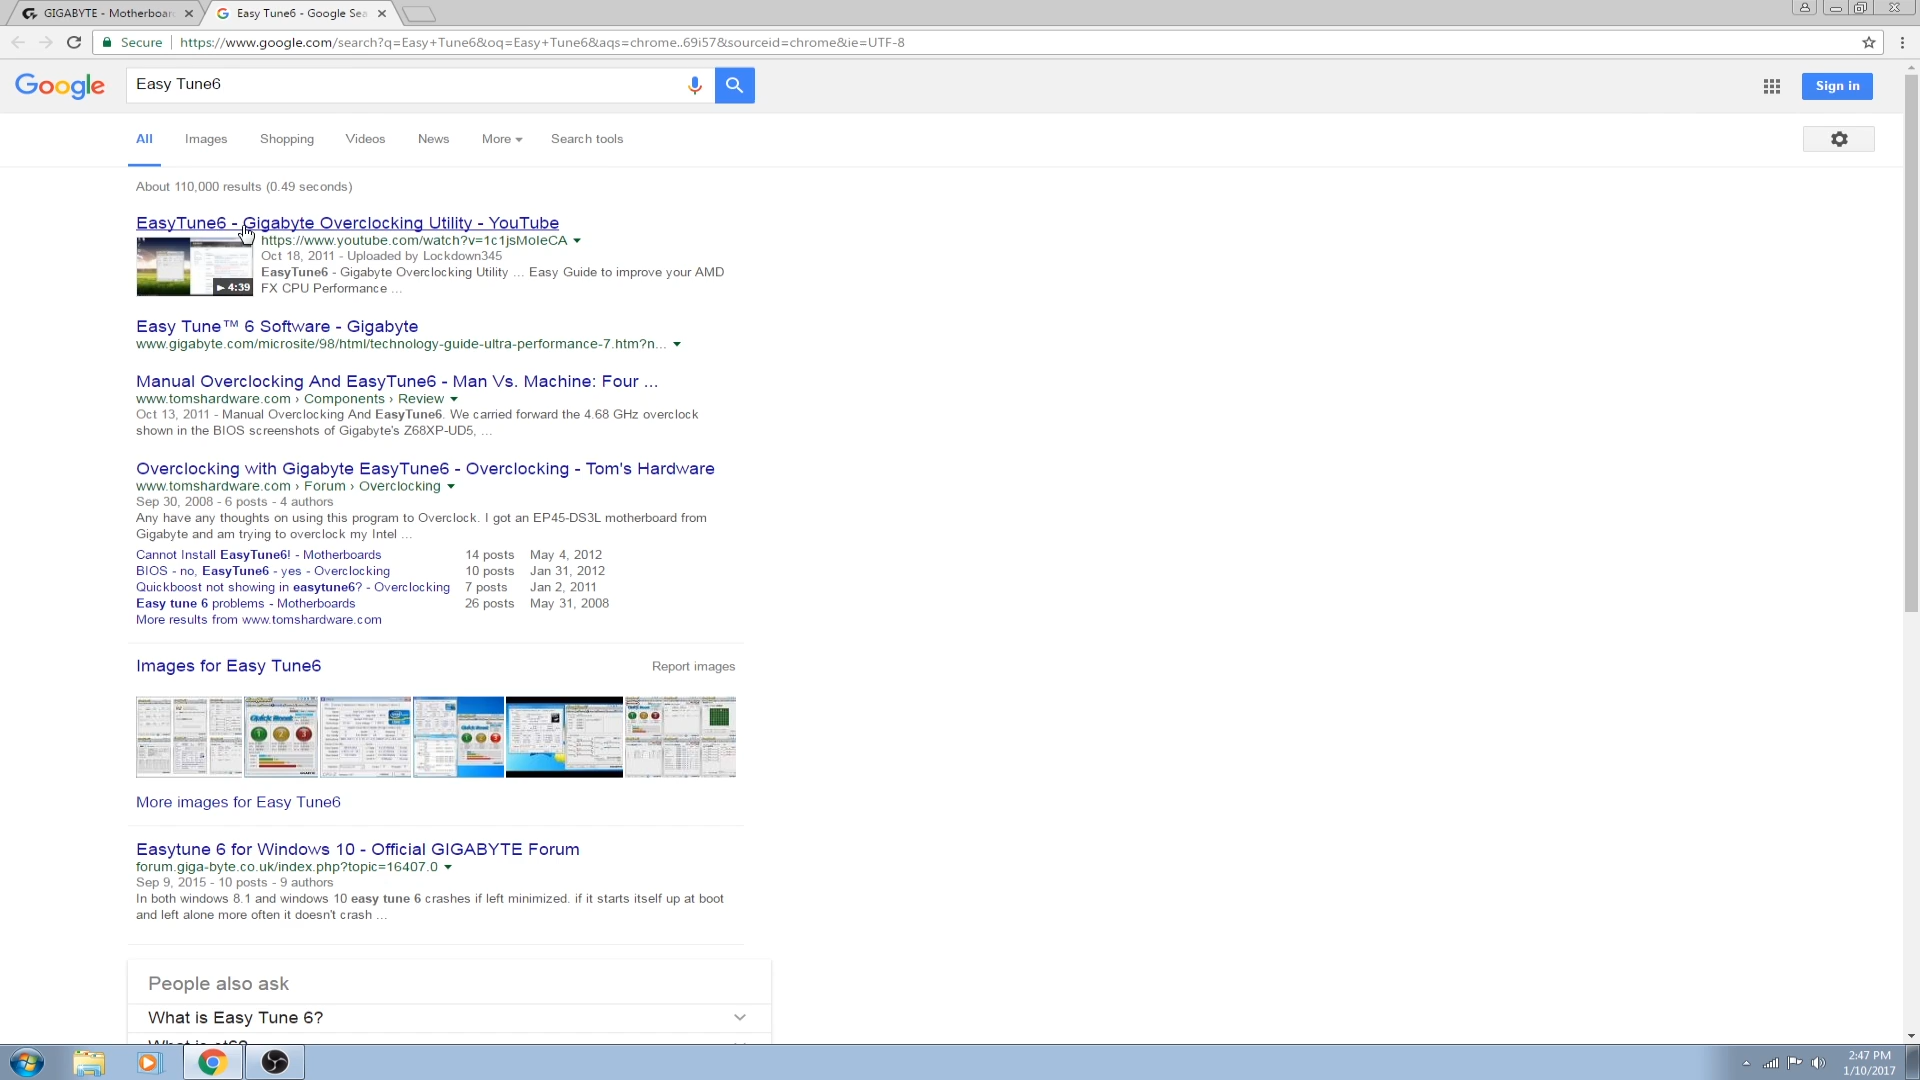 GIGABYTE - Motherboar
Easy Tune6 - Google Sea
Secure
https://www.google.com/search?q=Easy+Tune6&oq=Easy+Tune6&aqs=chrome..69i57&sourceid=chrome&ie=UTF-8
Google
Easy Tune6
Sign in
All
Images
Shopping
Videos
News
More
Search tools
About 110,000 results (0.49 seconds)
EasyTune6 - Gigabyte Overclocking Utility - YouTube
https://www.youtube.com/watch?v=1c1jsMoIeCA
Oct 18, 2011 - Uploaded by Lockdown345
EasyTune6 - Gigabyte Overclocking Utility ... Easy Guide to improve your AMD
FX CPU Performance ...
4:39
Easy Tune™ 6 Software - Gigabyte
www.gigabyte.com/microsite/98/html/technology-guide-ultra-performance-7.htm?n...
Manual Overclocking And EasyTune6 - Man Vs. Machine: Four ...
www.tomshardware.com › Components › Review
Oct 13, 2011 - Manual Overclocking And EasyTune6. We carried forward the 4.68 GHz overclock
shown in the BIOS screenshots of Gigabyte's Z68XP-UD5, ...
Overclocking with Gigabyte EasyTune6 - Overclocking - Tom's Hardware
www.tomshardware.com › Forum › Overclocking
Sep 30, 2008 - 6 posts - 4 authors
Any have any thoughts on using this program to Overclock. I got an EP45-DS3L motherboard from
Gigabyte and am trying to overclock my Intel ...
Cannot Install EasyTune6! - Motherboards 14 posts May 4, 2012
BIOS - no, EasyTune6 - yes - Overclocking 10 posts Jan 31, 2012
Quickboost not showing in easytune6? - Overclocking 7 posts Jan 2, 2011
Easy tune 6 problems - Motherboards 26 posts May 31, 2008
More results from www.tomshardware.com
Images for Easy Tune6
Report images
Quick Boost
1 2 3
More images for Easy Tune6
Easytune 6 for Windows 10 - Official GIGABYTE Forum
forum.giga-byte.co.uk/index.php?topic=16407.0
Sep 9, 2015 - 10 posts - 9 authors
In both windows 8.1 and windows 10 easy tune 6 crashes if left minimized. if it starts itself up at boot
and left alone more often it doesn't crash ...
People also ask
What is Easy Tune 6?
What is et6?
2:47 PM
1/10/2017